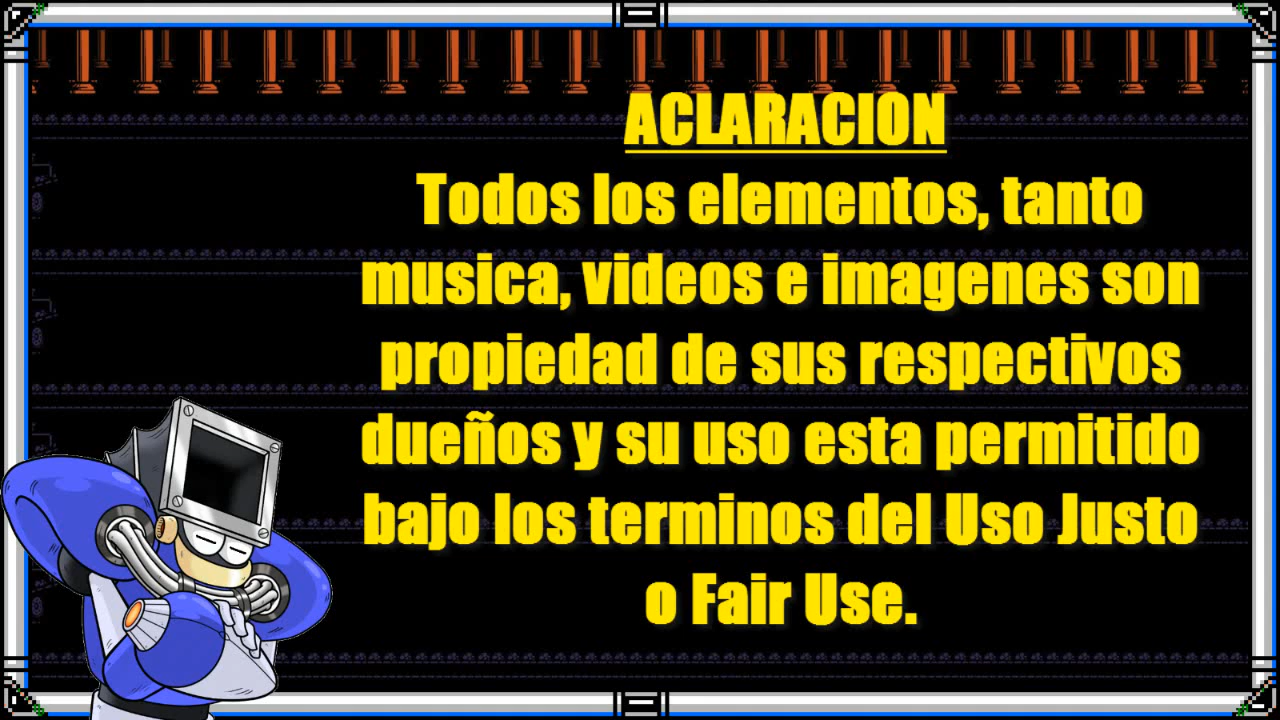 ACLARACION
Todos los elementos, tanto
musica, videos e imagenes son
propiedad de sus respectivos
dueños y su uso esta permitido
bajo los terminos del Uso Justo
o Fair Use.